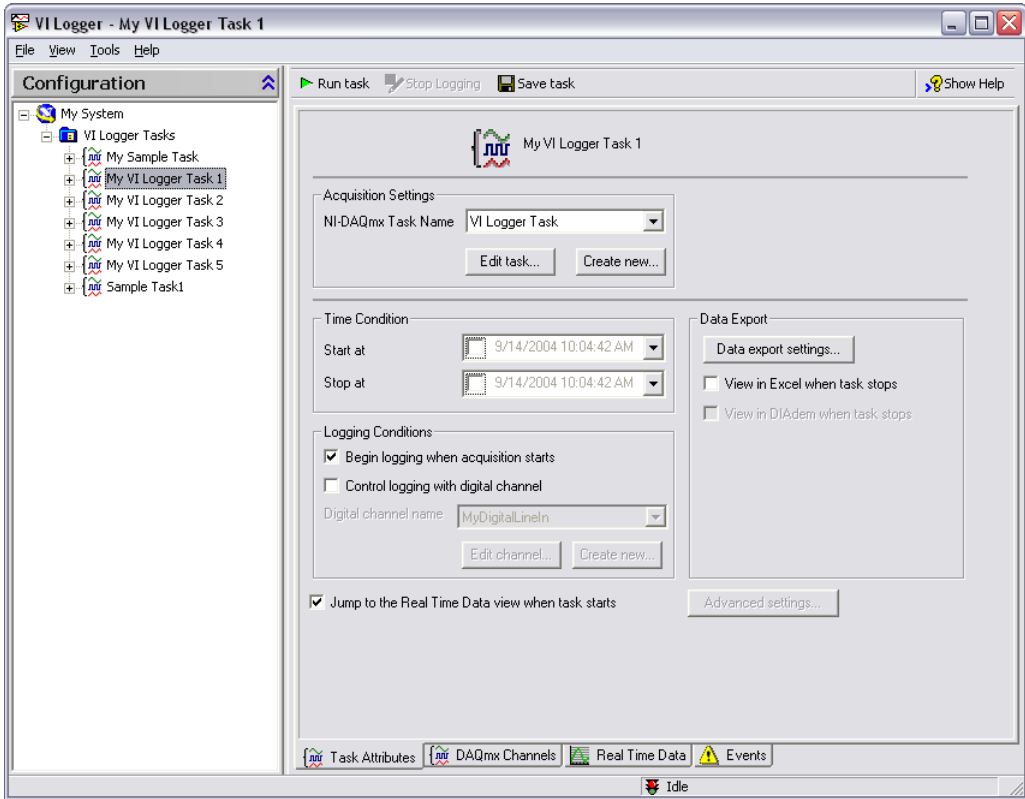 VI Logger - My VI Logger Task 1
File View Tools Help
Configuration
Run task Stop Logging Save task Show Help
My System
VI Logger Tasks
My Sample Task
My VI Logger Task 1
My VI Logger Task 2
My VI Logger Task 3
My VI Logger Task 4
My VI Logger Task 5
Sample Task1
My VI Logger Task 1
Acquisition Settings
NI-DAQmx Task Name VI Logger Task
Edit task... Create new...
Time Condition
Start at 9/14/2004 10:04:42 AM
Stop at 9/14/2004 10:04:42 AM
Logging Conditions
Begin logging when acquisition starts
Control logging with digital channel
Digital channel name MyDigitalLineIn
Edit channel... Create new...
Jump to the Real Time Data view when task starts
Data Export
Data export settings...
View in Excel when task stops
View in DIAdem when task stops
Advanced settings...
Task Attributes DAQmx Channels Real Time Data Events
Idle